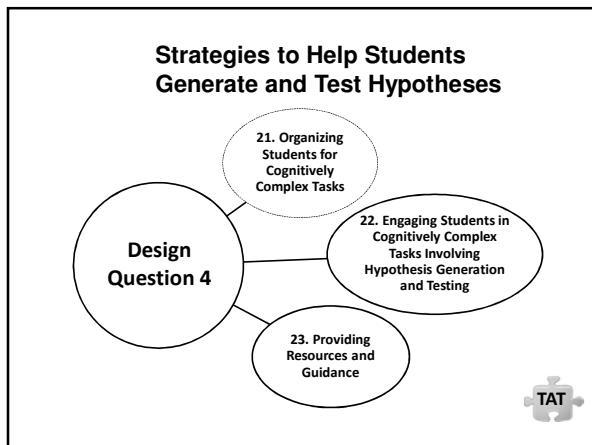 Strategies to Help Students
Generate and Test Hypotheses
21. Organizing
Students for
Cognitively
Complex Tasks
Design
Question 4
22. Engaging Students in
Cognitively Complex
Tasks Involving
Hypothesis Generation
and Testing
23. Providing
Resources and
Guidance
TAT